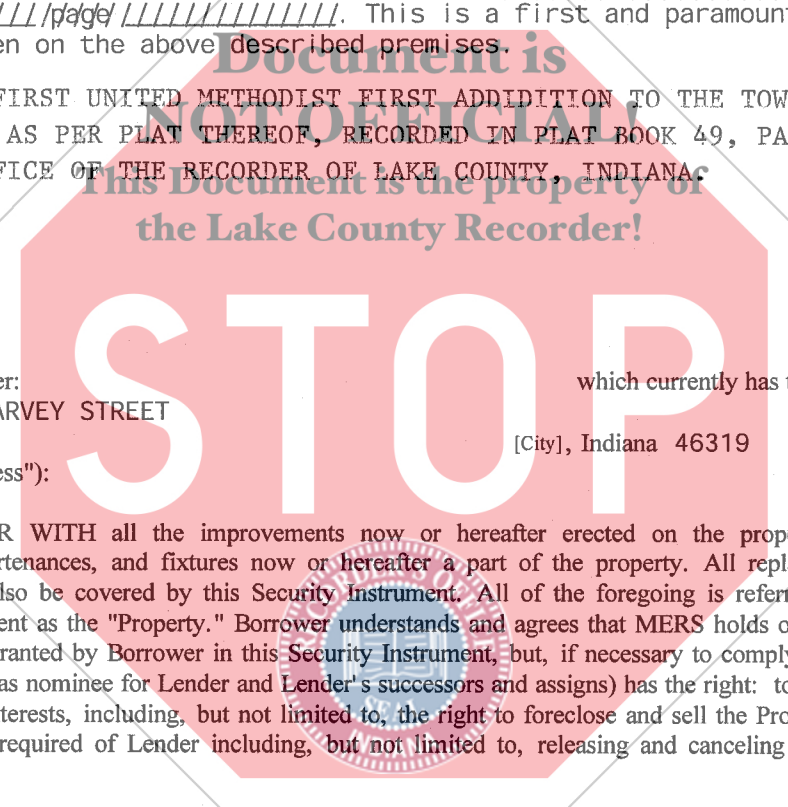 /page/. This is a first and paramount
en on the above described premises.
Document is
FIRST UNITED METHODIST FIRST ADDIDITION TO THE TOW
NOT OFFICIAL!
AS PER PLAT THEREOF, RECORDED IN PLAT BOOK 49, PA
FICE OF THE RECORDER OF LAKE COUNTY, INDIANA.
This Document is the property of
the Lake County Recorder!
STOP
er:
which currently has t
ARVEY STREET
[City], Indiana 46319
ess"):
R WITH all the improvements now or hereafter erected on the prop
rtenances, and fixtures now or hereafter a part of the property. All repl
lso be covered by this Security Instrument. All of the foregoing is refer
ent as the "Property." Borrower understands and agrees that MERS holds o
ranted by Borrower in this Security Instrument, but, if necessary to comply
as nominee for Lender and Lender's successors and assigns) has the right: to
terests, including, but not limited to, the right to foreclose and sell the Pro
required of Lender including, but not limited to, releasing and canceling
RECORDER'S OFFICE
SEAL
INDIANA